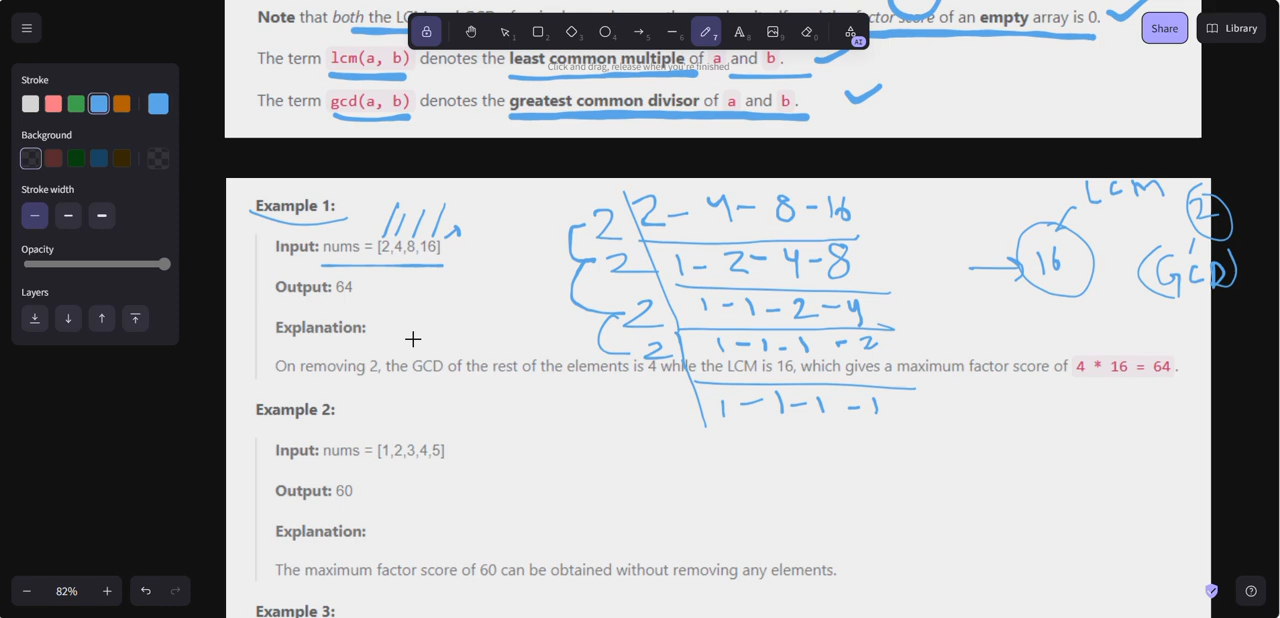 Note that both the of an empty array is 0.
The term lcm(a, b) denotes the least common multiple of a and b.
Click and drag, release when you're finished
The term gcd(a, b) denotes the greatest common divisor of a and b.
Share
Library
AI
Stroke
Background
Stroke width
Opacity
Layers
Example 1:
Input: nums = [2,4,8,16]
Output: 64
Explanation:
On removing 2, the GCD of the rest of the elements is 4 while the LCM is 16, which gives a maximum factor score of 4 * 16 = 64.
2 2 - 4 - 8 - 16
2 1 - 2 - 4 - 8
2 1 - 1 - 2 - 4
2 1 - 1 - 1 - 2
1 - 1 - 1 - 1
LCM
16
2
(GCD)
Example 2:
Input: nums = [1,2,3,4,5]
Output: 60
Explanation:
The maximum factor score of 60 can be obtained without removing any elements.
Example 3:
82%